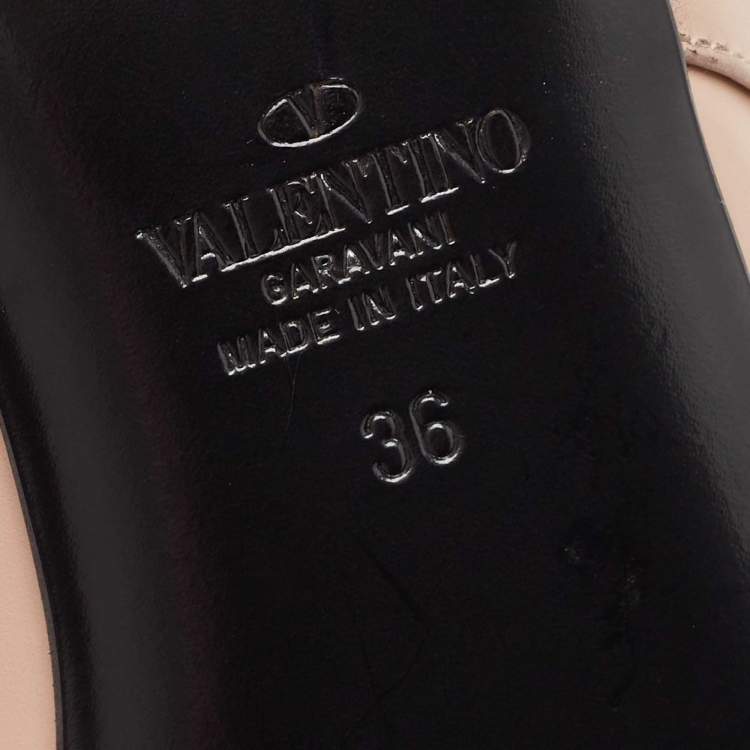 V
VALENTINO
GARAVANI
MADE IN ITALY
36